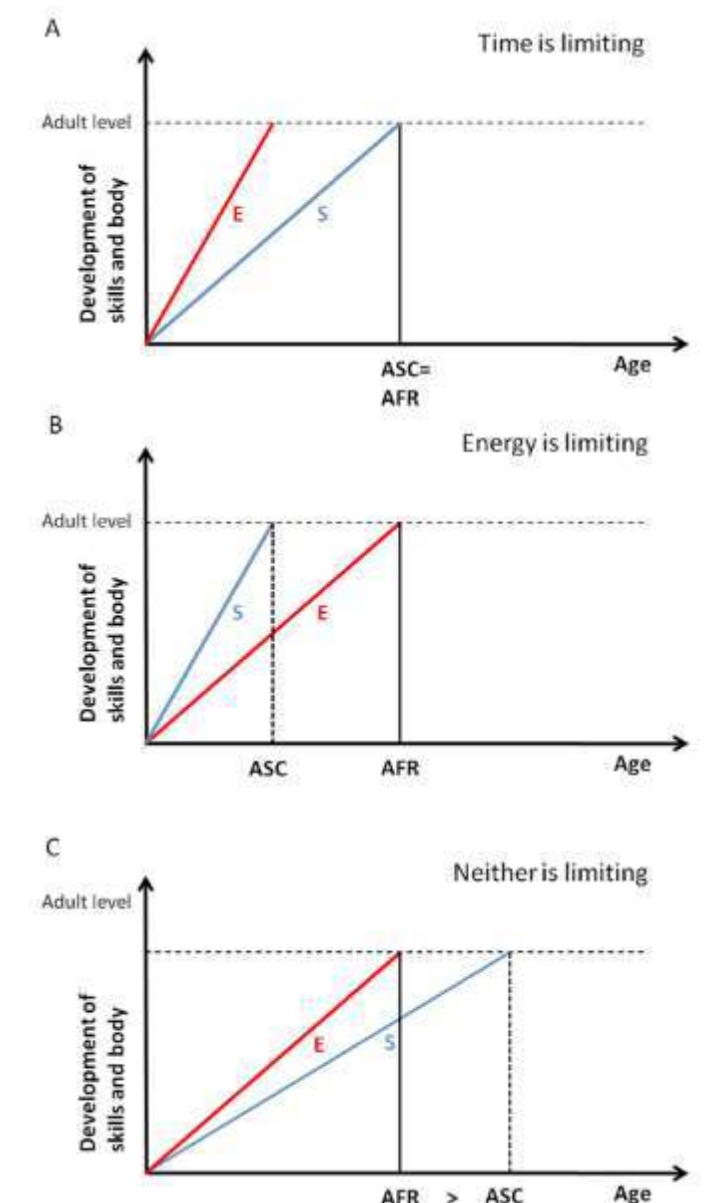 A
Time is limiting
Adult level
Development of
skills and body
E
S
ASC=
AFR
Age
B
Energy is limiting
Adult level
Development of
skills and body
S
E
ASC
AFR
Age
C
Neither is limiting
Adult level
Development of
skills and body
E
S
AFR > ASC
Age